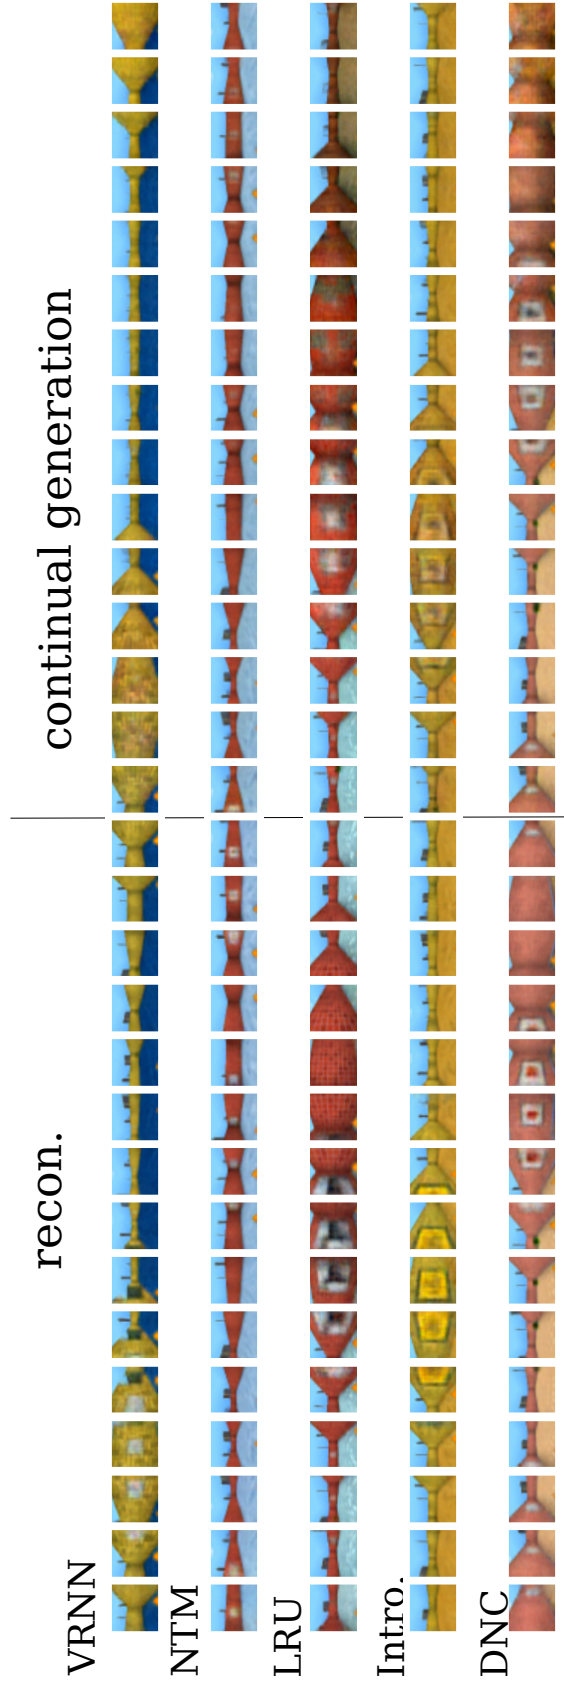 recon.
continual generation
VRNN
NTM
LRU
Intro.
DNC